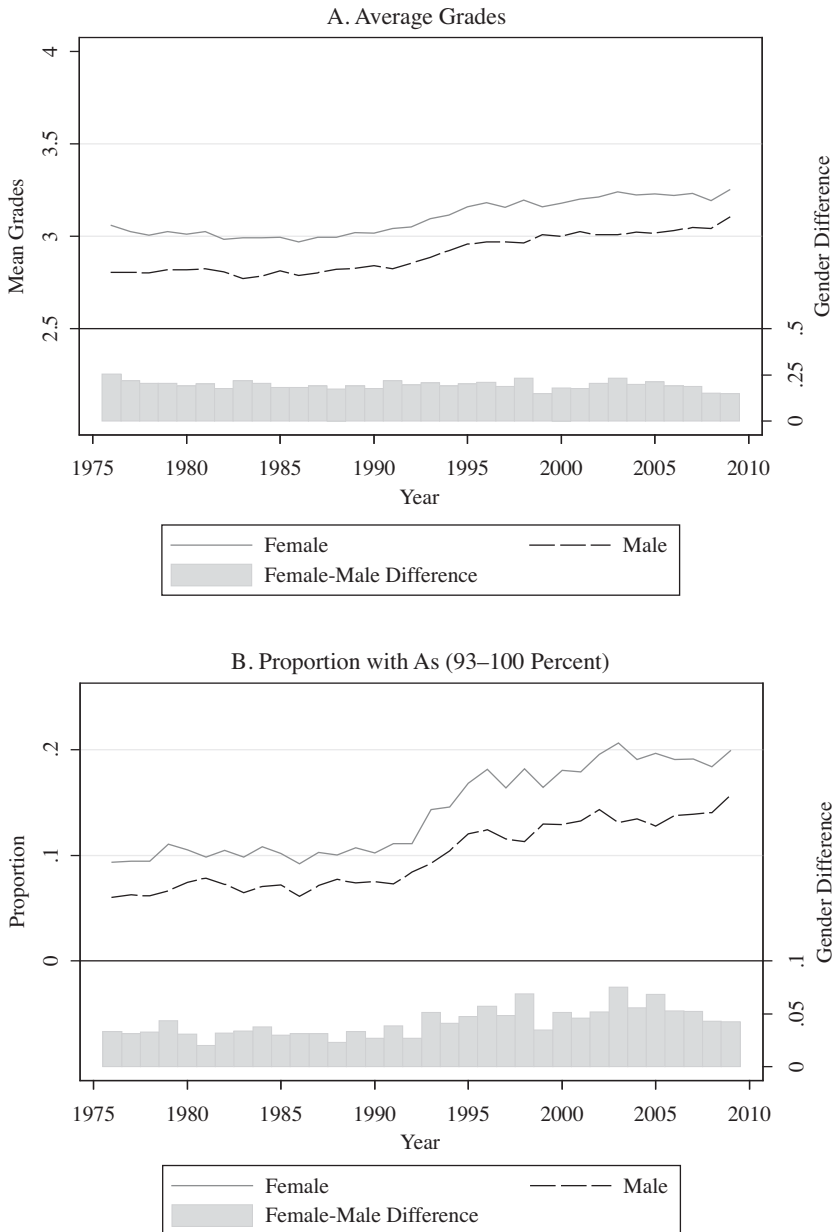 A. Average Grades
4
3.5
3
2.5
Mean Grades
.5
.25
0
Gender Difference
1975 1980 1985 1990 1995 2000 2005 2010
Year
Female Male
Female-Male Difference
B. Proportion with As (93–100 Percent)
.2
.1
0
Proportion
.1
.05
0
Gender Difference
1975 1980 1985 1990 1995 2000 2005 2010
Year
Female Male
Female-Male Difference